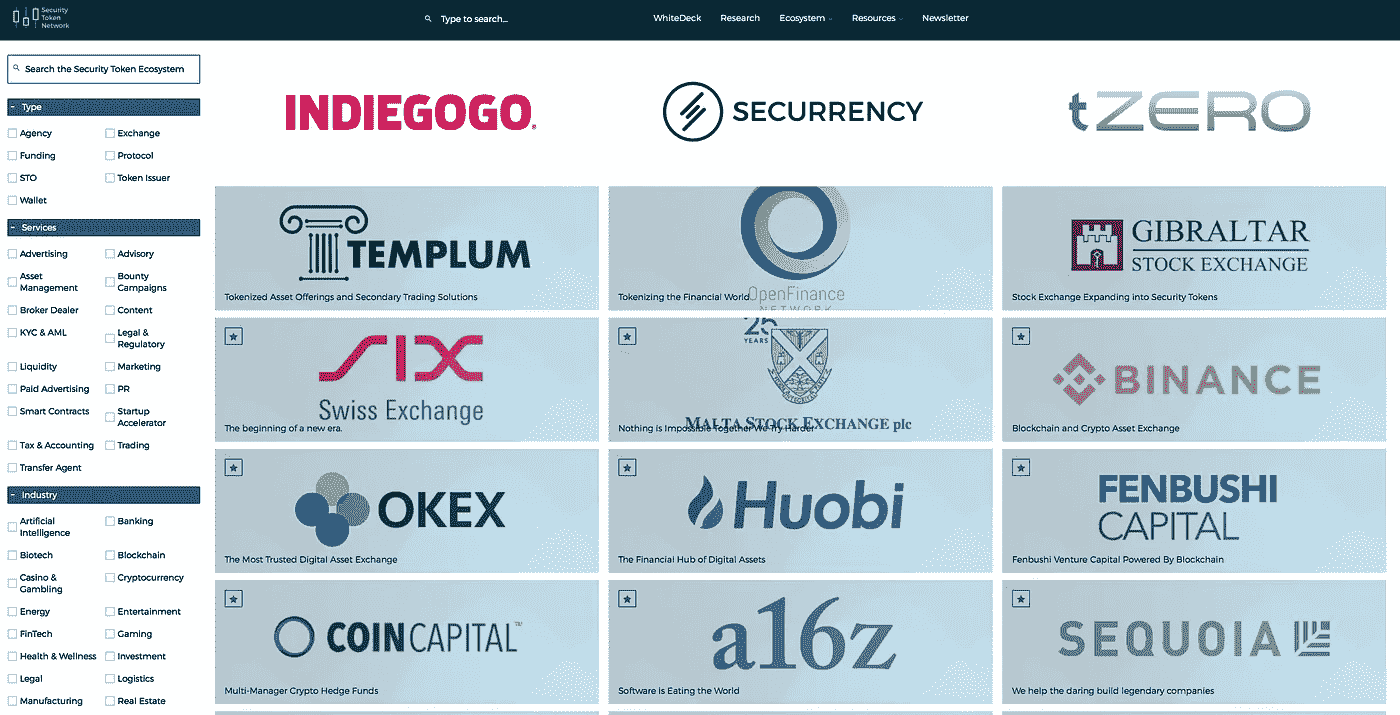 Security
Token
Network
Type to search...
WhiteDeck
Research
Ecosystem
Resources
Newsletter
Search the Security Token Ecosystem
- Type
Agency
Exchange
Funding
Protocol
STO
Token Issuer
Wallet
- Services
Advertising
Advisory
Asset
Management
Bounty
Campaigns
Broker Dealer
Content
KYC & AML
Legal &
Regulatory
Liquidity
Marketing
Paid Advertising
PR
Smart Contracts
Startup
Accelerator
Tax & Accounting
Trading
Transfer Agent
- Industry
Artificial
Intelligence
Banking
Biotech
Blockchain
Casino &
Gambling
Cryptocurrency
Energy
Entertainment
FinTech
Gaming
Health & Wellness
Investment
Legal
Logistics
Manufacturing
Real Estate
INDIEGOGO
SECURRENCY
tZERO
TEMPLUM
Tokenized Asset Offerings and Secondary Trading Solutions
OpenFinance
NETWORK
Tokenizing the Financial World
GIBRALTAR
STOCK EXCHANGE
Stock Exchange Expanding into Security Tokens
SIX
Swiss Exchange
The beginning of a new era.
25
YEARS
MALTA STOCK EXCHANGE plc
Nothing is Impossible Together We Try Harder
BINANCE
Blockchain and Crypto Asset Exchange
OKEX
The Most Trusted Digital Asset Exchange
Huobi
The Financial Hub of Digital Assets
FENBUSHI
CAPITAL
Fenbushi Venture Capital Powered By Blockchain
COINCAPITAL™
Multi-Manager Crypto Hedge Funds
a16z
Software is Eating the World
SEQUOIA
We help the daring build legendary companies